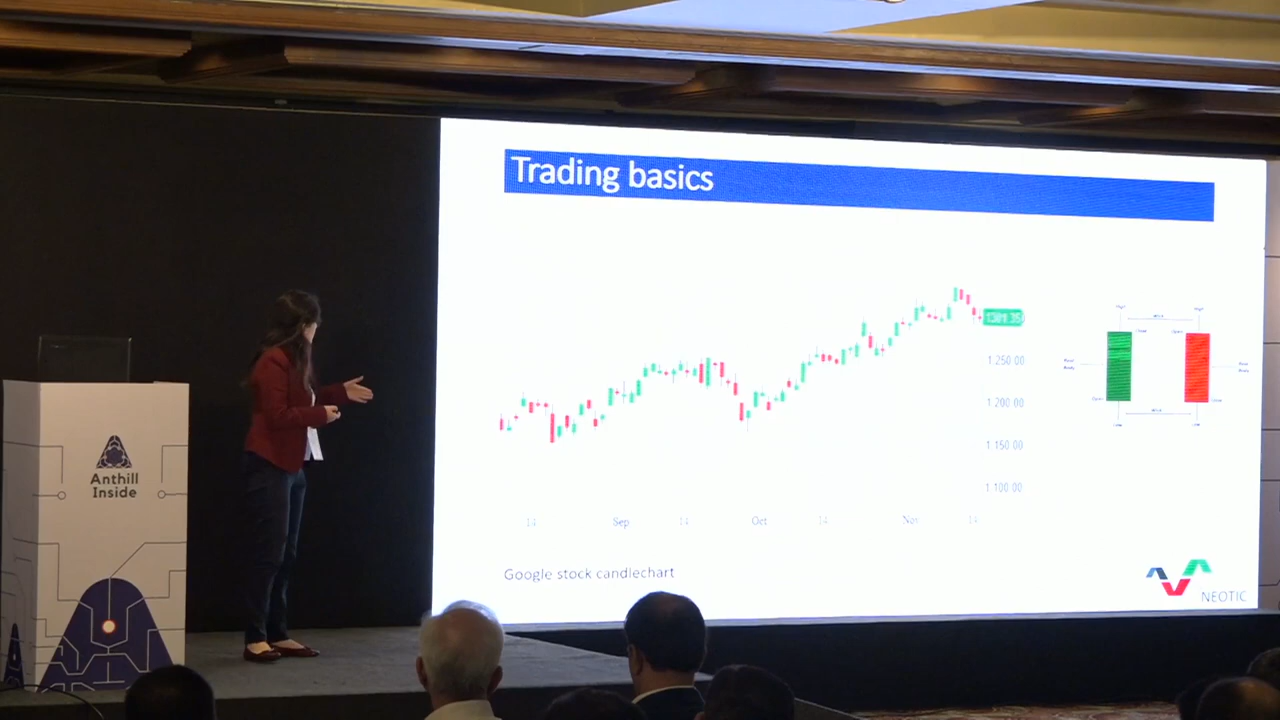 Trading basics
1 250 00
1 200 00
1 150 00
1 100 00
14
Sep
14
Oct
14
Nov
14
Google stock candlechart
NEOTIC
Anthill
Inside